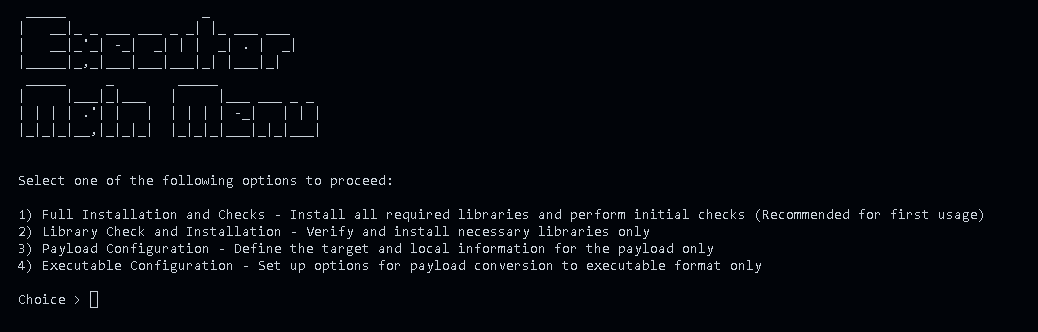 Executor
Main Menu
Select one of the following options to proceed:
1) Full Installation and Checks - Install all required libraries and perform initial checks (Recommended for first usage)
2) Library Check and Installation - Verify and install necessary libraries only
3) Payload Configuration - Define the target and local information for the payload only
4) Executable Configuration - Set up options for payload conversion to executable format only
Choice >